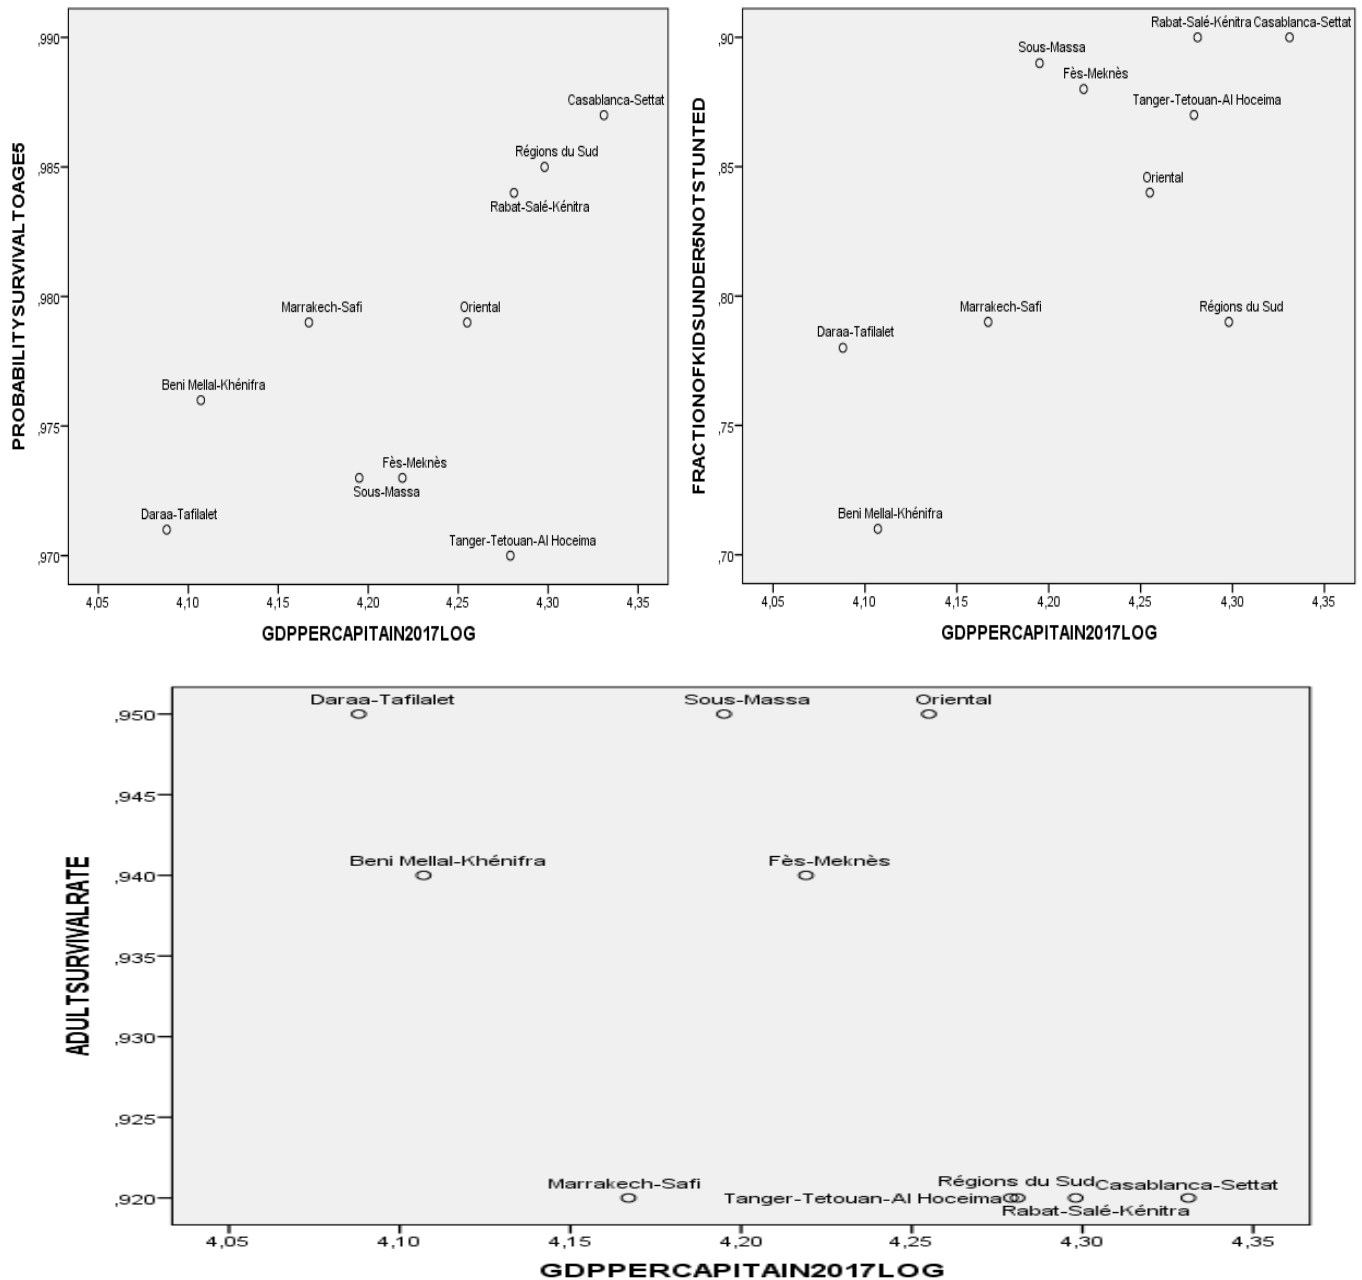 PROBABILITYSURVIVALTOAGE5
,990
,985
,980
,975
,970
Casablanca-Settat
Régions du Sud
Rabat-Salé-Kénitra
Marrakech-Safi
Oriental
Beni Mellal-Khénifra
Fès-Meknès
Sous-Massa
Daraa-Tafilalet
Tanger-Tetouan-Al Hoceima
4,05 4,10 4,15 4,20 4,25 4,30 4,35
GDPPERCAPITAIN2017LOG
FRACTIONOFKIDSUNDER5NOTSTUNTED
,90
,85
,80
,75
,70
Rabat-Salé-Kénitra Casablanca-Settat
Sous-Massa
Fès-Meknès
Tanger-Tetouan-Al Hoceima
Oriental
Marrakech-Safi
Régions du Sud
Daraa-Tafilalet
Beni Mellal-Khénifra
4,05 4,10 4,15 4,20 4,25 4,30 4,35
GDPPERCAPITAIN2017LOG
ADULTSURVIVALRATE
,950
,945
,940
,935
,930
,925
,920
Daraa-Tafilalet Sous-Massa Oriental
Beni Mellal-Khénifra Fès-Meknès
Marrakech-Safi Régions du Sud Casablanca-Settat
Tanger-Tetouan-Al Hoceima
Rabat-Salé-Kénitra
4,05 4,10 4,15 4,20 4,25 4,30 4,35
GDPPERCAPITAIN2017LOG